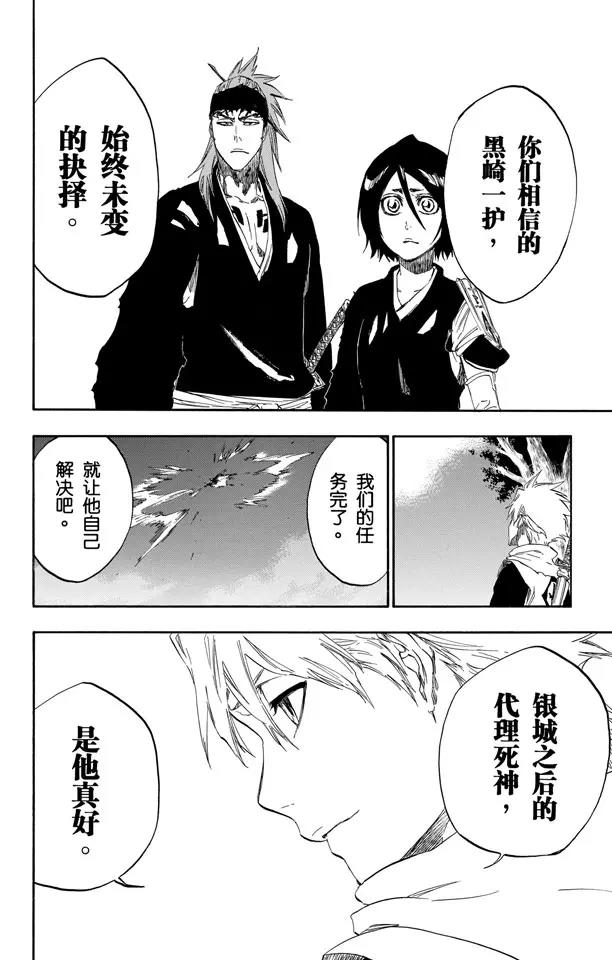 你们相信的
黑崎一护，
始终未变
的抉择。
我们的任
务完了。
就让他自己
解决吧。
银城之后的
代理死神，
是他真好。